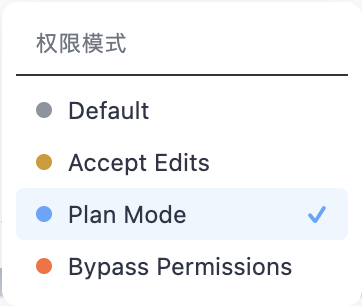 权限模式
Default
Accept Edits
Plan Mode
Bypass Permissions